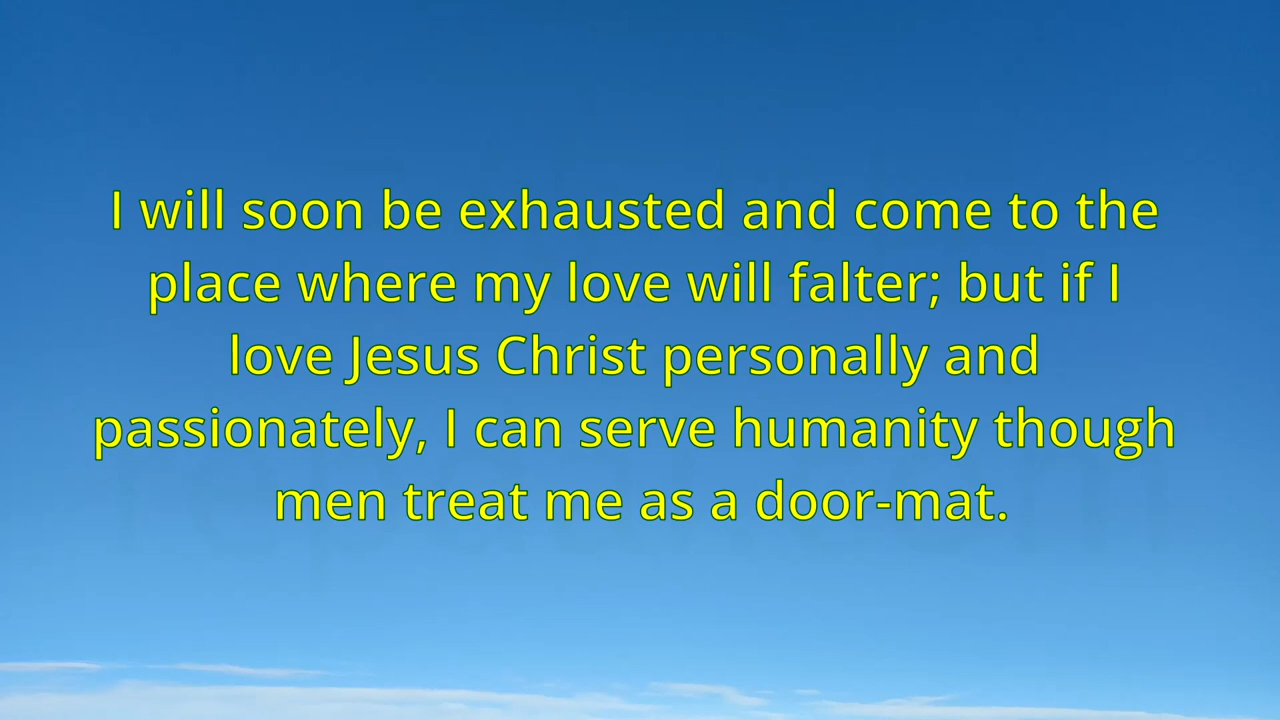 I will soon be exhausted and come to the
place where my love will falter; but if I
love Jesus Christ personally and
passionately, I can serve humanity though
men treat me as a door-mat.